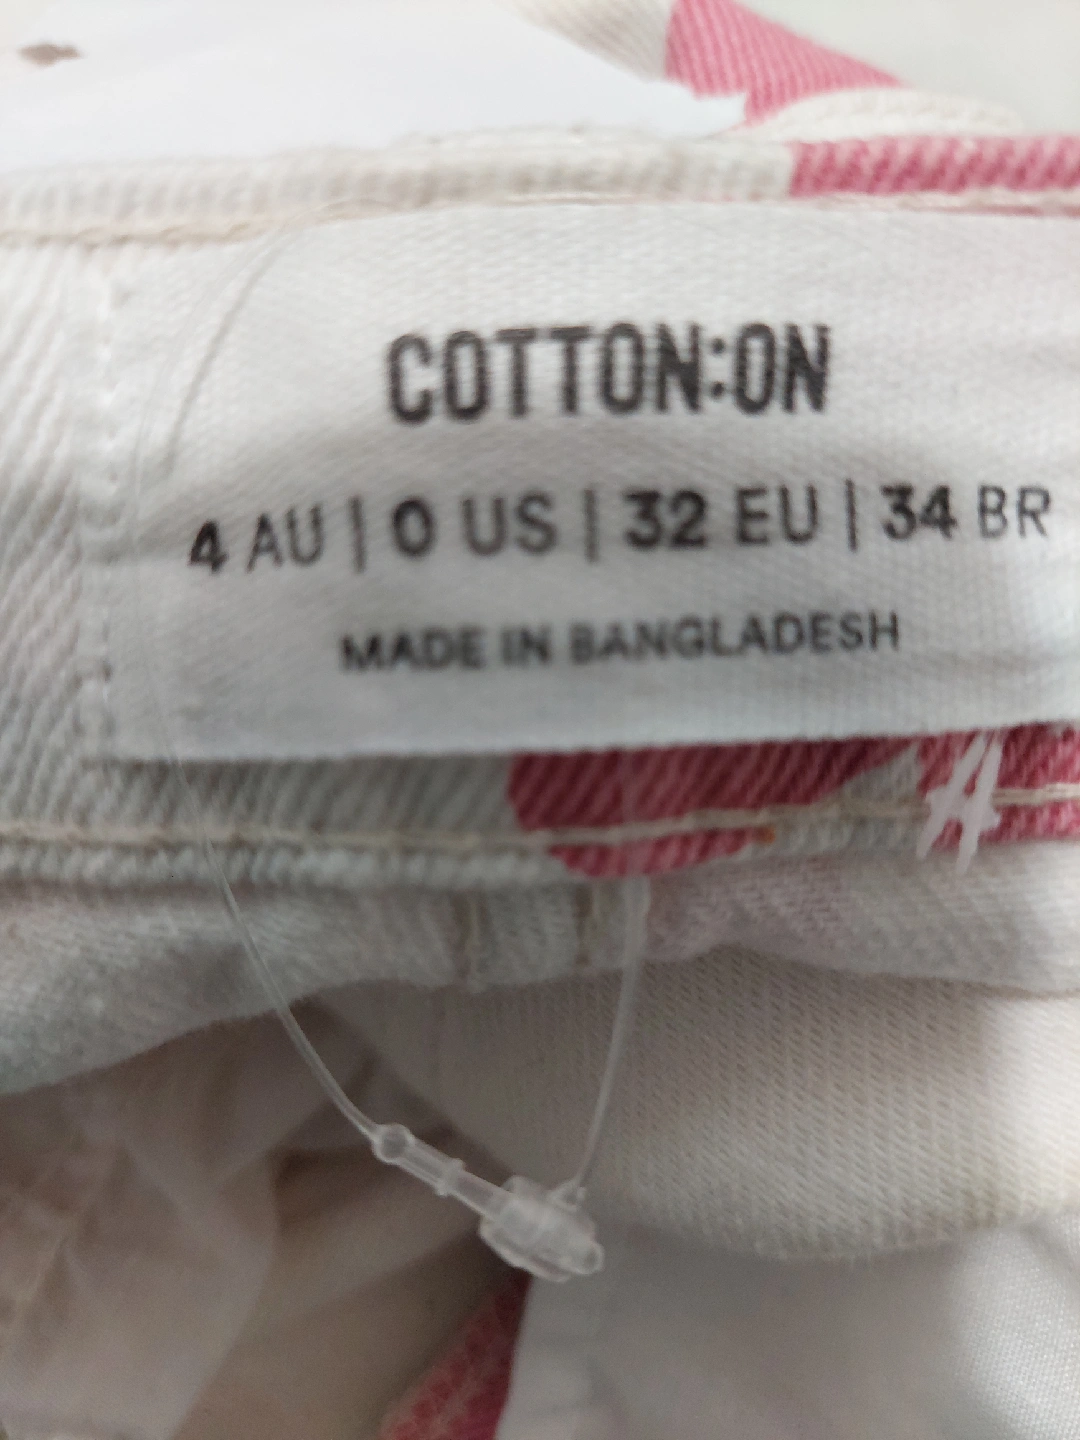 COTTON:ON
4 AU | 0 US | 32 EU | 34 BR
MADE IN BANGLADESH